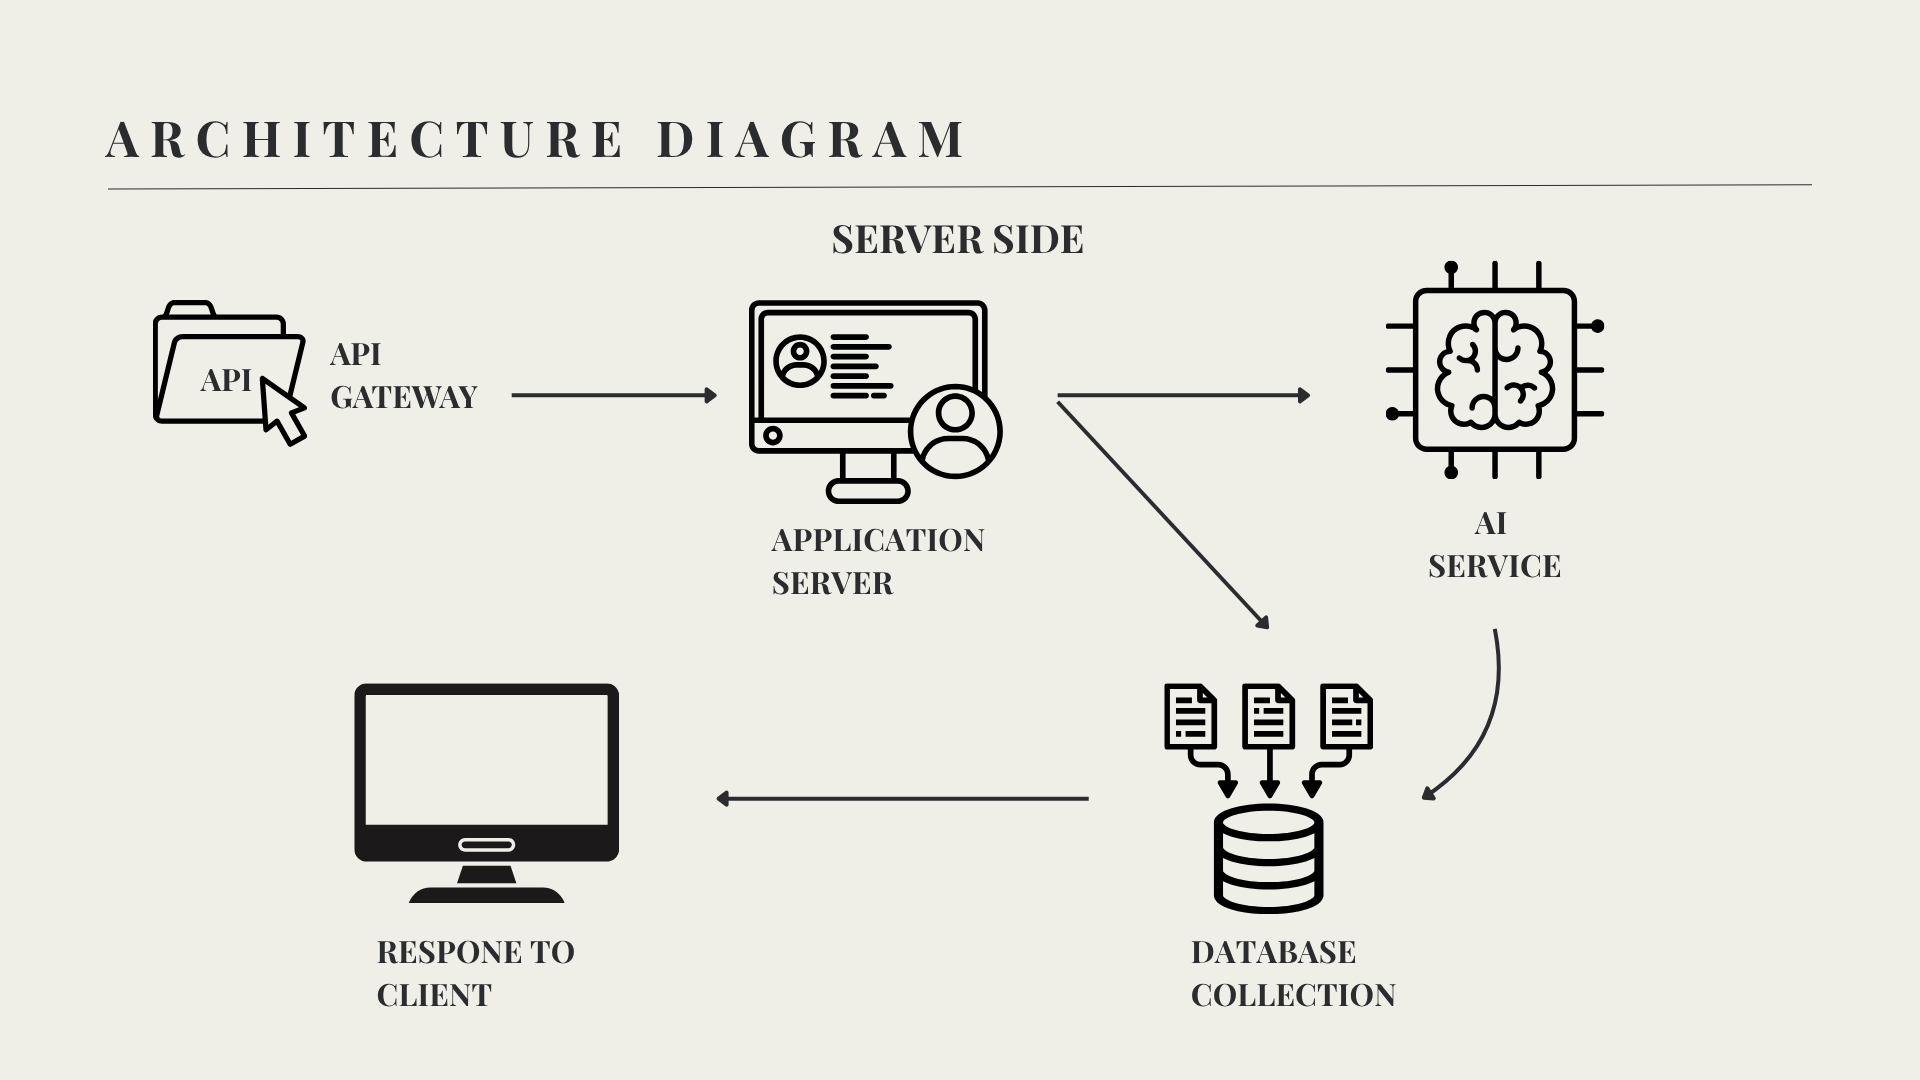 ARCHITECTURE DIAGRAM
SERVER SIDE
API
API
GATEWAY
APPLICATION
SERVER
AI
SERVICE
RESPONE TO
CLIENT
DATABASE
COLLECTION